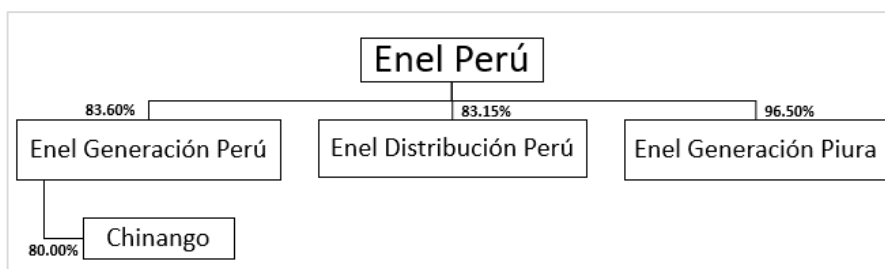 Enel Perú
83.60%
83.15%
96.50%
Enel Generación Perú
Enel Distribución Perú
Enel Generación Piura
80.00%
Chinango